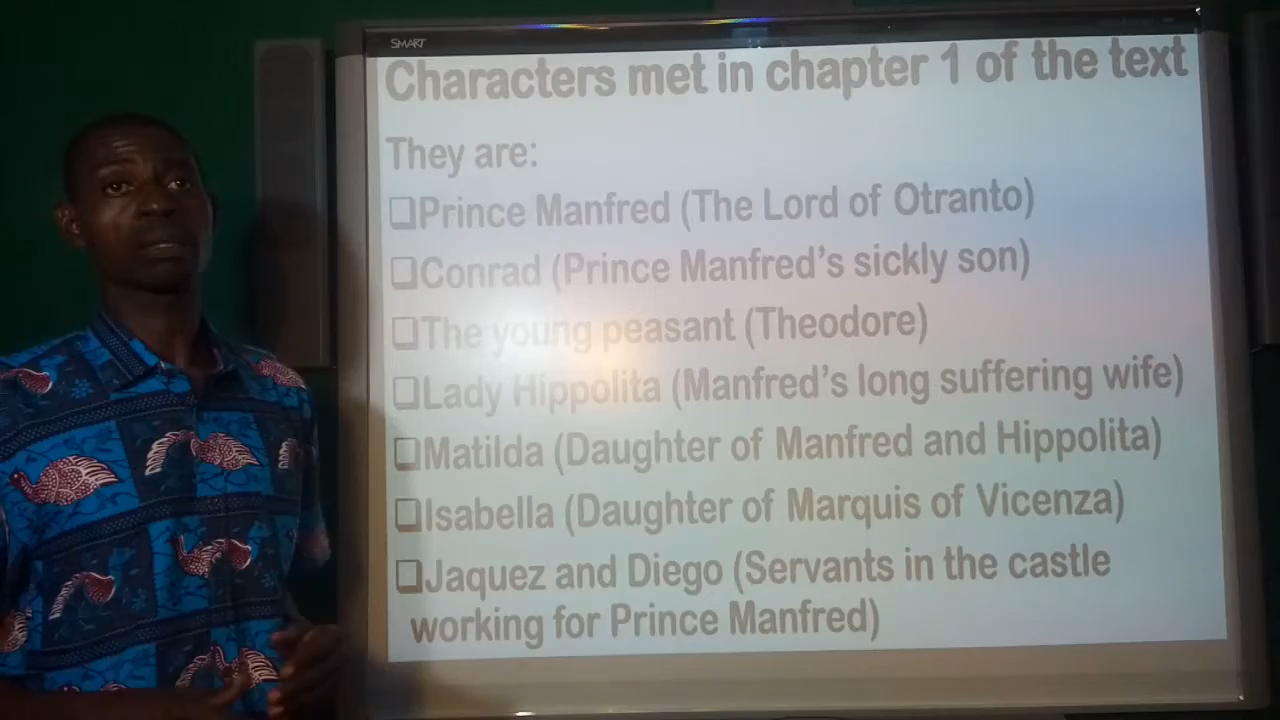 SMART
Characters met in chapter 1 of the text
They are:
❑Prince Manfred (The Lord of Otranto)
❑Conrad (Prince Manfred's sickly son)
❑The young peasant (Theodore)
❑Lady Hippolita (Manfred's long suffering wife)
❑Matilda (Daughter of Manfred and Hippolita)
❑Isabella (Daughter of Marquis of Vicenza)
❑Jaquez and Diego (Servants in the castle
working for Prince Manfred)